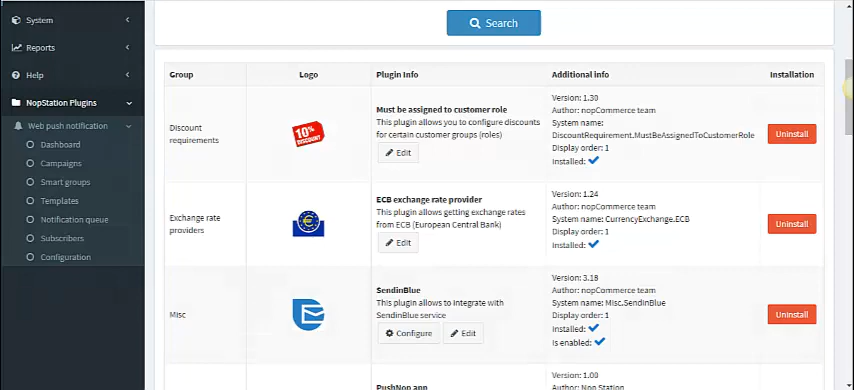 System
Reports
Help
NopStation Plugins
Web push notification
Dashboard
Campaigns
Smart groups
Templates
Notification queue
Subscribers
Configuration
Search
Group
Logo
Plugin Info
Additional info
Installation
Discount
requirements
10%
DISCOUNT
Must be assigned to customer role
This plugin allows you to configure discounts
for certain customer groups (roles)
Edit
Version: 1.30
Author: nopCommerce team
System name:
DiscountRequirement.MustBeAssignedToCustomerRole
Display order: 1
Installed:
Uninstall
Exchange rate
providers
ECB exchange rate provider
This plugin allows getting exchange rates
from ECB (European Central Bank)
Edit
Version: 1.24
Author: nopCommerce team
System name: CurrencyExchange.ECB
Display order: 1
Installed:
Uninstall
Misc
SendinBlue
This plugin allows to integrate with
SendinBlue service
Configure
Edit
Version: 3.18
Author: nopCommerce team
System name: Misc.SendinBlue
Display order: 1
Installed:
Is enabled:
Uninstall
PushNop app
Version: 1.00
Author: Nop Station